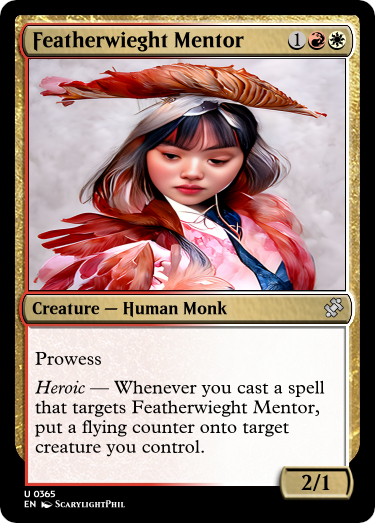 Featherwieght Mentor 1
Creature — Human Monk
Prowess
Heroic — Whenever you cast a spell
that targets Featherwieght Mentor,
put a flying counter onto target
creature you control.
2/1
U 0365
EN ScarylightPhil